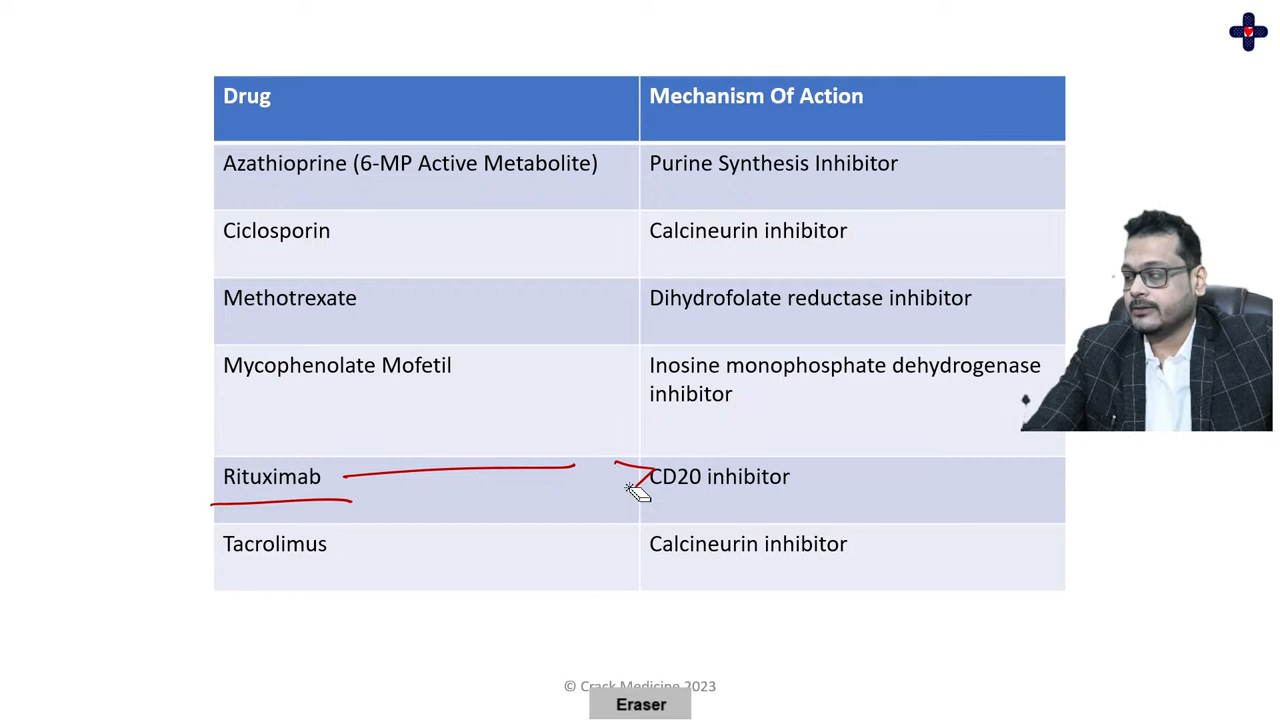 Drug
Mechanism Of Action
Azathioprine (6-MP Active Metabolite)
Purine Synthesis Inhibitor
Ciclosporin
Calcineurin inhibitor
Methotrexate
Dihydrofolate reductase inhibitor
Mycophenolate Mofetil
Inosine monophosphate dehydrogenase
inhibitor
Rituximab
CD20 inhibitor
Tacrolimus
Calcineurin inhibitor
© Crack Medicine 2023
Eraser